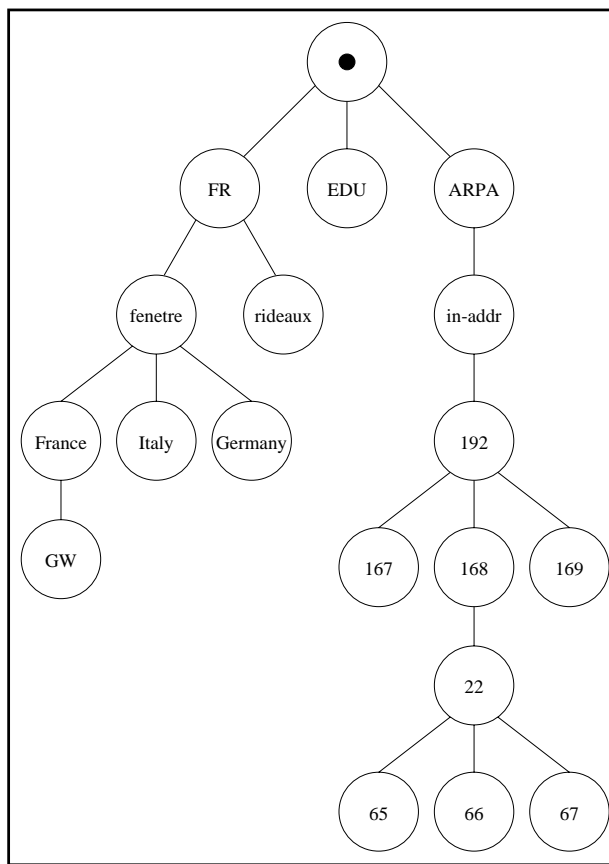 FR EDU ARPA
fenetre rideaux in-addr
France Italy Germany 192
GW 167 168 169
22
65 66 67